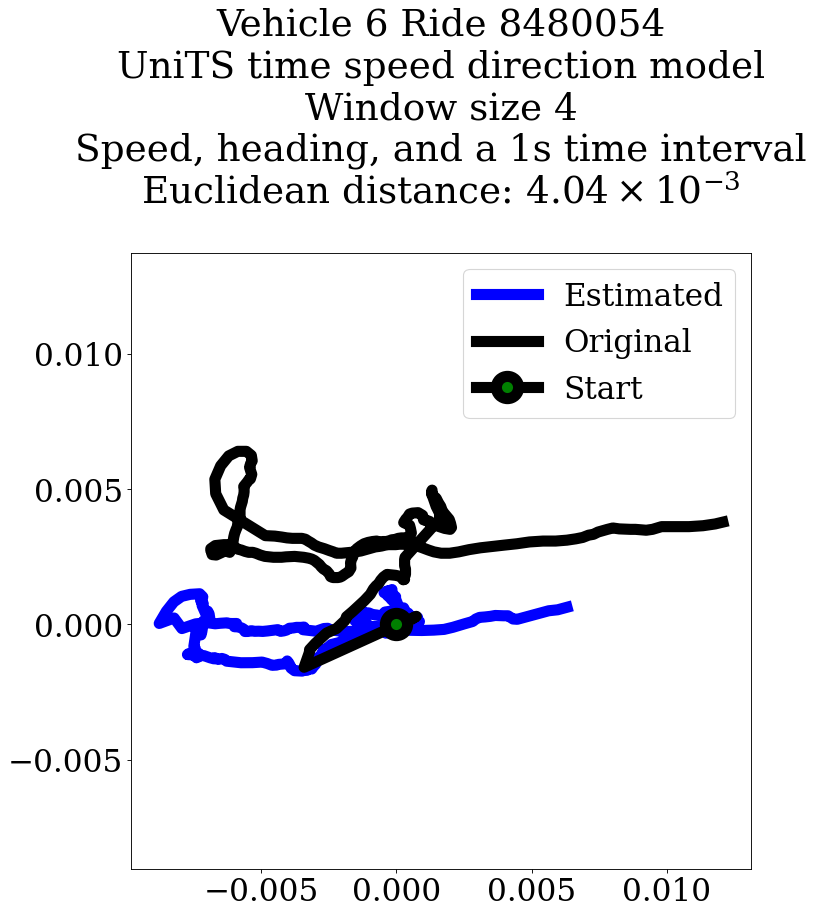 Vehicle 6 Ride 8480054
UniTS time speed direction model
Window size 4
Speed, heading, and a 1s time interval
Euclidean distance: 4.04 × 10⁻³
Estimated
Original
Start
0.010
0.005
0.000
−0.005
−0.005 0.000 0.005 0.010